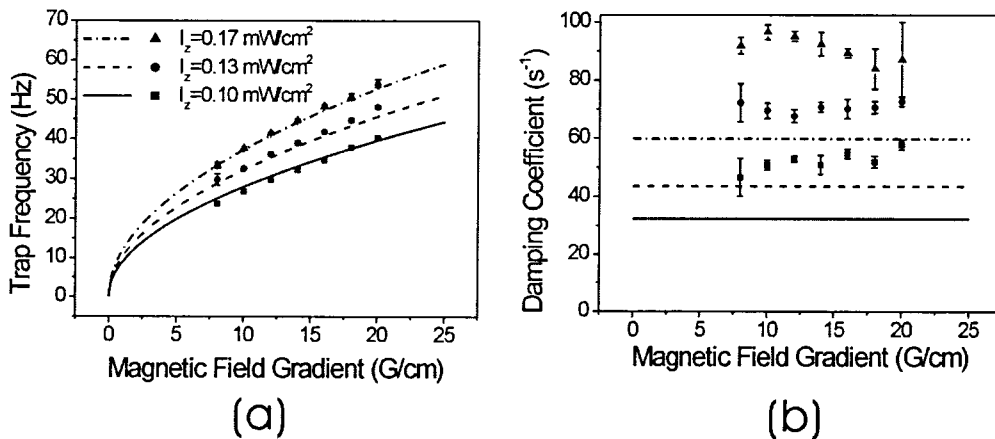 70
60
50
40
30
20
10
0
Trap Frequency (Hz)
I_z=0.17 mW/cm²
I_z=0.13 mW/cm²
I_z=0.10 mW/cm²
0 5 10 15 20 25
Magnetic Field Gradient (G/cm)
(a)
100
80
60
40
20
0
Damping Coefficient (s⁻¹)
0 5 10 15 20 25
Magnetic Field Gradient (G/cm)
(b)